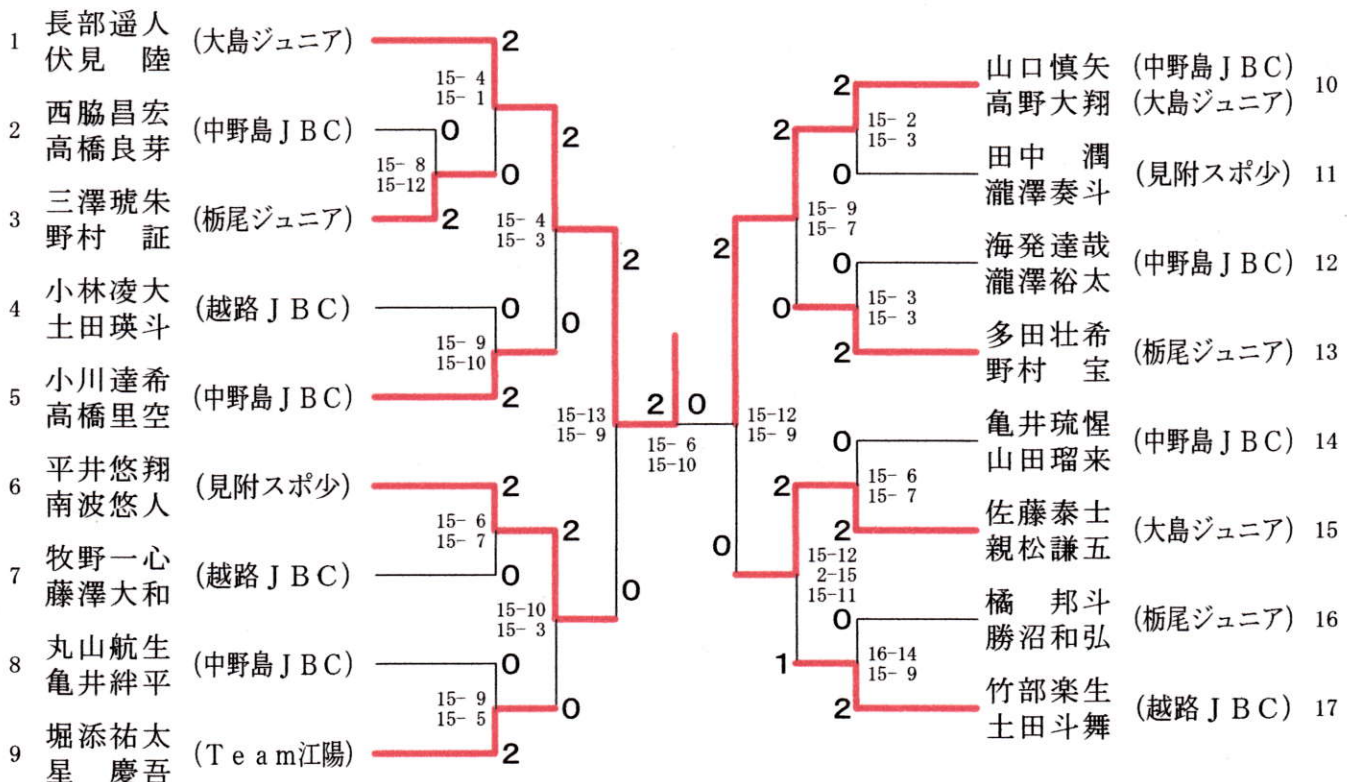 1 長部遥人 (大島ジュニア)
伏見 陸
2 西脇昌宏 (中野島ＪＢＣ)
高橋良芽
3 三澤琥朱 (栃尾ジュニア)
野村 証
4 小林凌大 (越路ＪＢＣ)
土田瑛斗
5 小川達希 (中野島ＪＢＣ)
高橋里空
6 平井悠翔 (見附スポ少)
南波悠人
7 牧野一心 (越路ＪＢＣ)
藤澤大和
8 丸山航生 (中野島ＪＢＣ)
亀井絆平
9 堀添祐太 (Ｔｅａｍ江陽)
星 慶吾
2
15- 4
15- 1
0
15- 8
15-12
2
0
2
15- 4
15- 3
0
15- 9
15-10
2
0
2
15-13
15- 9
2
15- 6
15- 7
0
2
15-10
15- 3
0
15- 9
15- 5
2
0
0
2 0
15- 6
15-10
2
15-12
15- 9
0
2
15- 9
15- 7
0
2
15- 2
15- 3
0
0
15- 3
15- 3
2
0
15- 6
15- 7
2
2
15-12
2-15
15-11
1
0
16-14
15- 9
2
山口慎矢 (中野島ＪＢＣ) 10
高野大翔 (大島ジュニア)
田中 潤 (見附スポ少) 11
瀧澤奏斗
海発達哉 (中野島ＪＢＣ) 12
瀧澤裕太
多田壮希 (栃尾ジュニア) 13
野村 宝
亀井琉惺 (中野島ＪＢＣ) 14
山田瑠来
佐藤泰士 (大島ジュニア) 15
親松謙五
橘 邦斗 (栃尾ジュニア) 16
勝沼和弘
竹部楽生 (越路ＪＢＣ) 17
土田斗舞